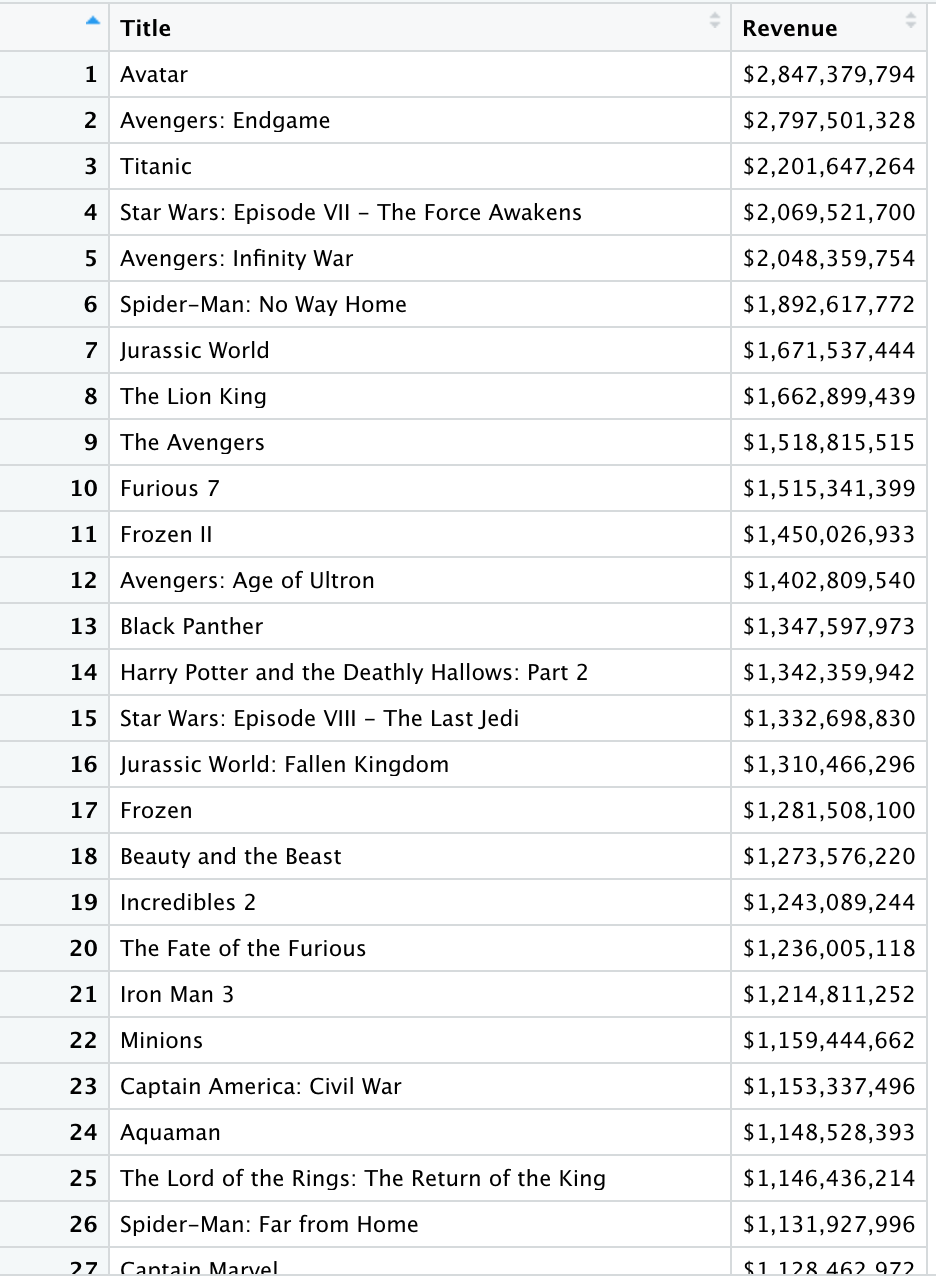 Title Revenue
1 Avatar $2,847,379,794
2 Avengers: Endgame $2,797,501,328
3 Titanic $2,201,647,264
4 Star Wars: Episode VII – The Force Awakens $2,069,521,700
5 Avengers: Infinity War $2,048,359,754
6 Spider–Man: No Way Home $1,892,617,772
7 Jurassic World $1,671,537,444
8 The Lion King $1,662,899,439
9 The Avengers $1,518,815,515
10 Furious 7 $1,515,341,399
11 Frozen II $1,450,026,933
12 Avengers: Age of Ultron $1,402,809,540
13 Black Panther $1,347,597,973
14 Harry Potter and the Deathly Hallows: Part 2 $1,342,359,942
15 Star Wars: Episode VIII – The Last Jedi $1,332,698,830
16 Jurassic World: Fallen Kingdom $1,310,466,296
17 Frozen $1,281,508,100
18 Beauty and the Beast $1,273,576,220
19 Incredibles 2 $1,243,089,244
20 The Fate of the Furious $1,236,005,118
21 Iron Man 3 $1,214,811,252
22 Minions $1,159,444,662
23 Captain America: Civil War $1,153,337,496
24 Aquaman $1,148,528,393
25 The Lord of the Rings: The Return of the King $1,146,436,214
26 Spider–Man: Far from Home $1,131,927,996
27 Captain Marvel $1,128,462,972